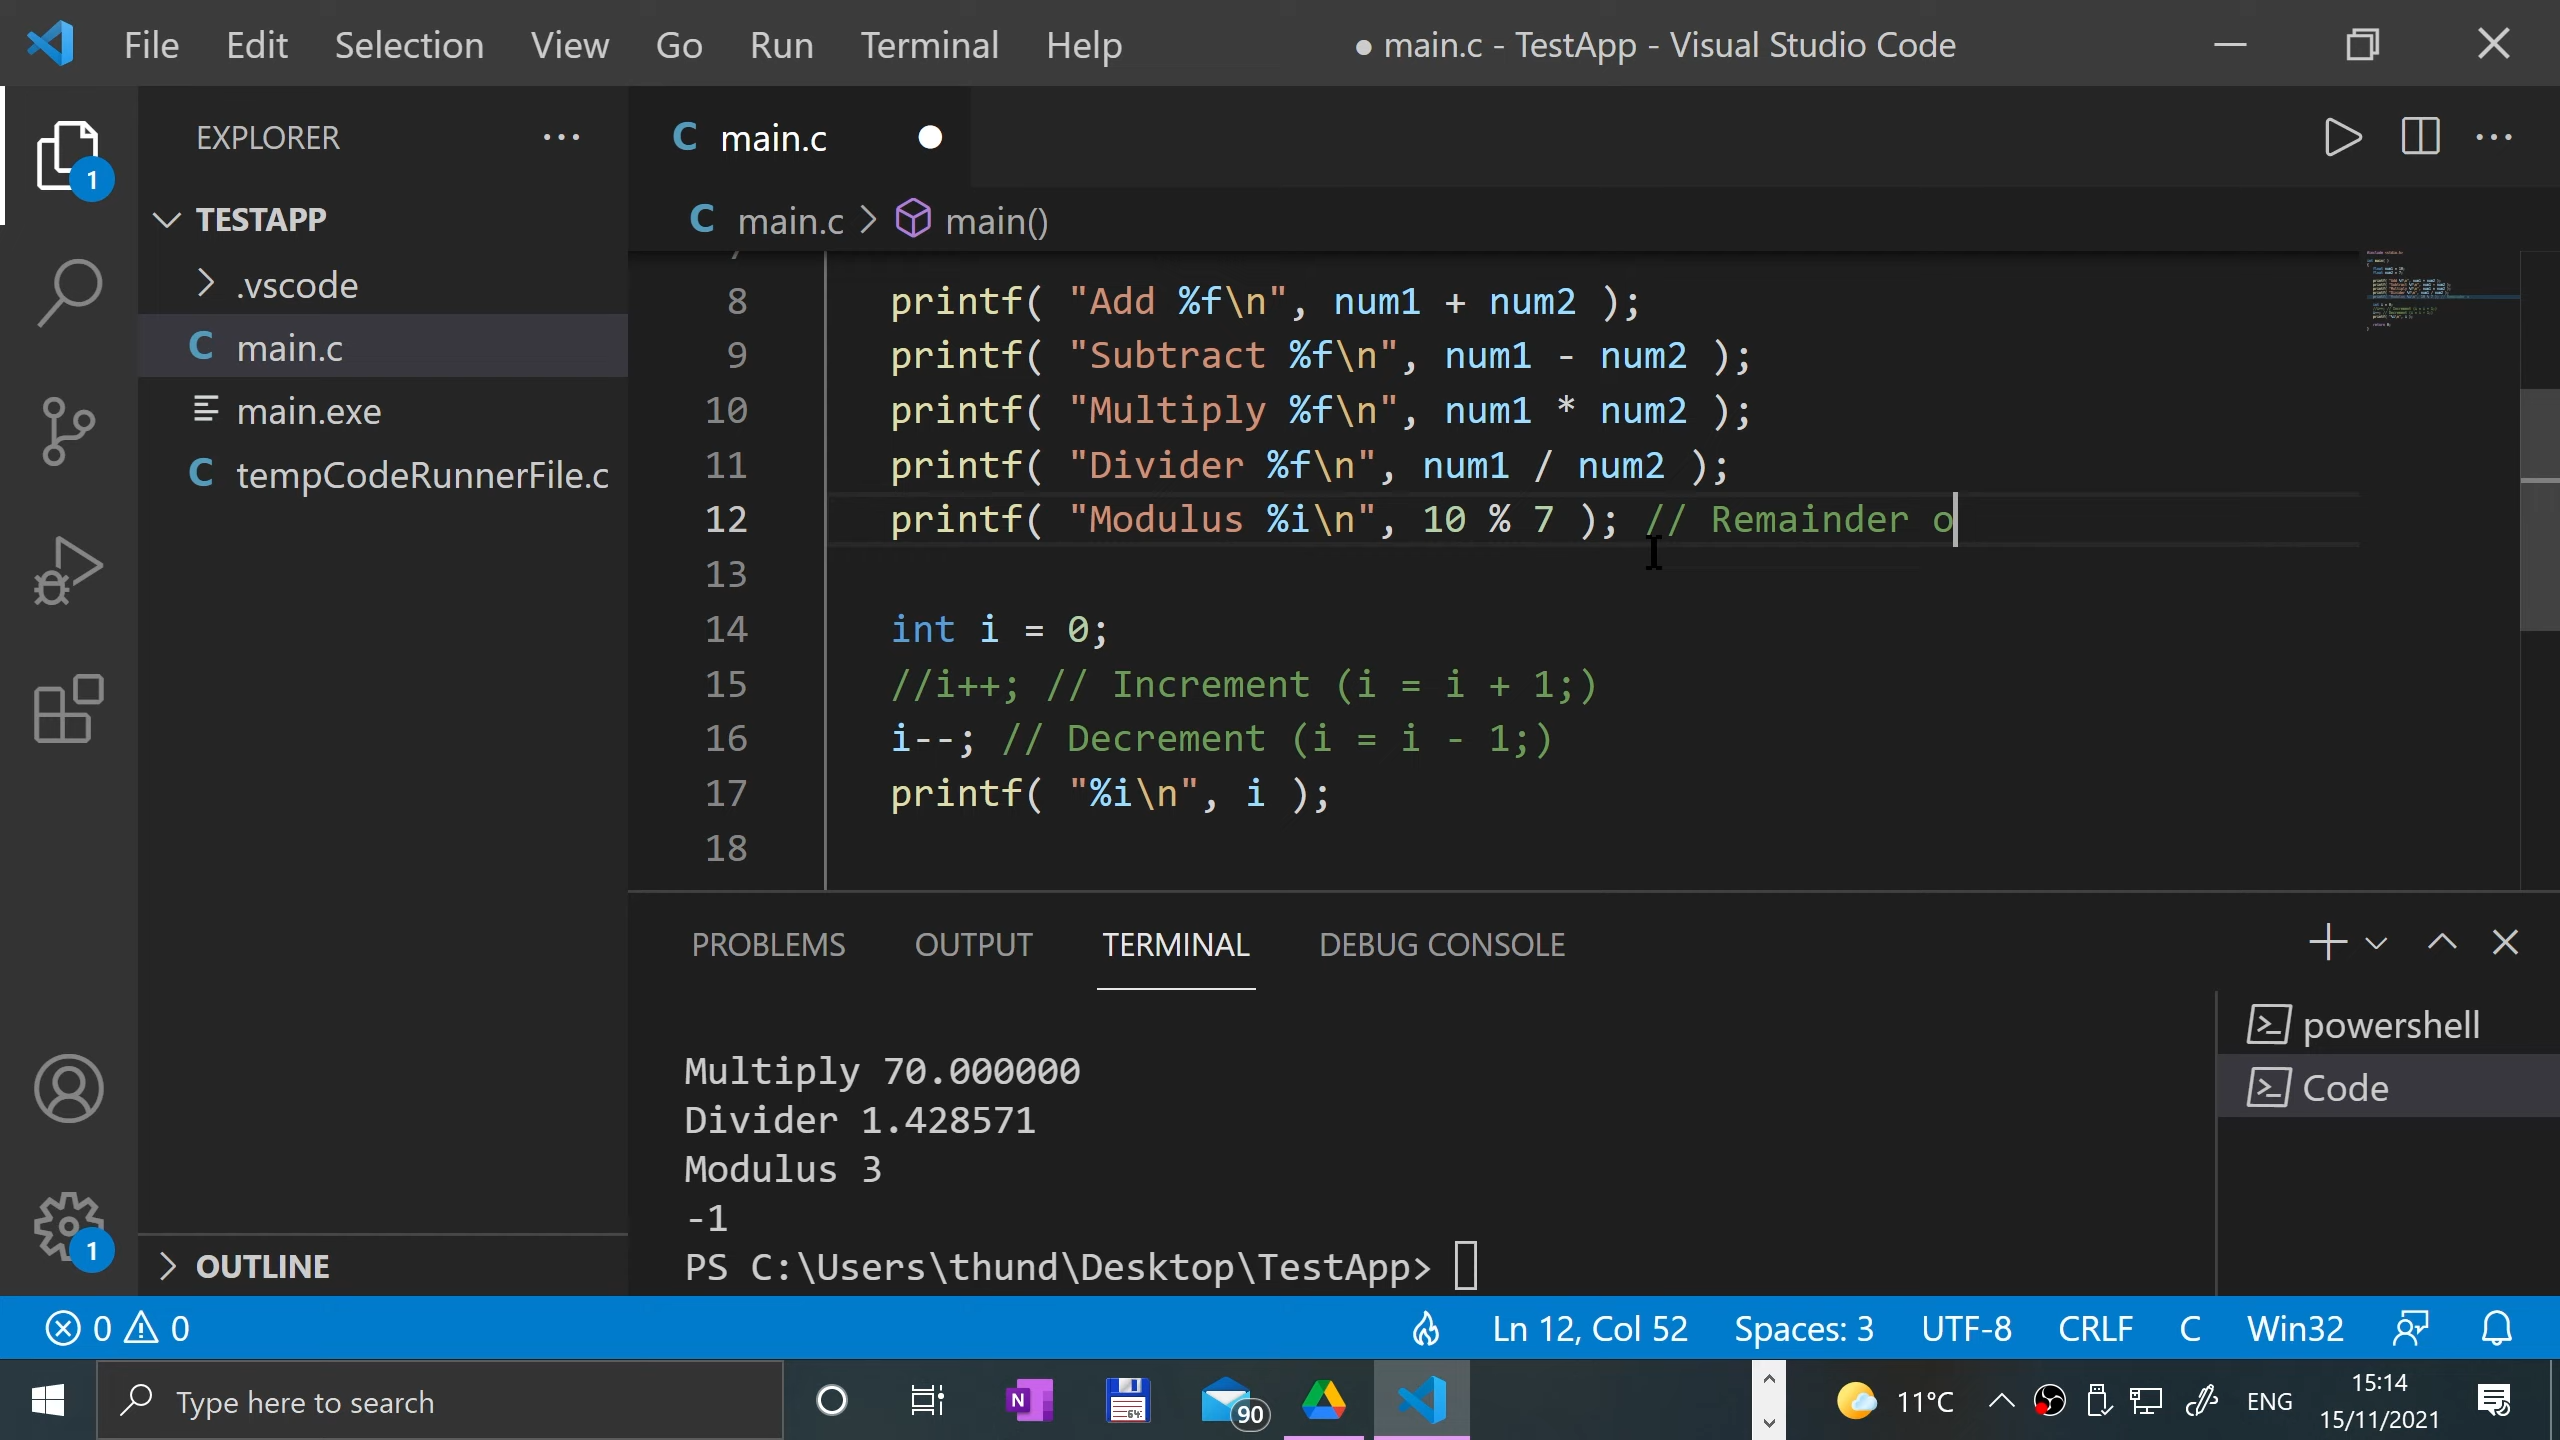 File Edit Selection View Go Run Terminal Help ● main.c - TestApp - Visual Studio Code
EXPLORER ···
C main.c
1
TESTAPP
C main.c > main()
.vscode
C main.c
main.exe
C tempCodeRunnerFile.c
8 printf( "Add %f\n", num1 + num2 );
9 printf( "Subtract %f\n", num1 - num2 );
10 printf( "Multiply %f\n", num1 * num2 );
11 printf( "Divider %f\n", num1 / num2 );
12 printf( "Modulus %i\n", 10 % 7 ); // Remainder o
13
14 int i = 0;
15 //i++; // Increment (i = i + 1;)
16 i--; // Decrement (i = i - 1;)
17 printf( "%i\n", i );
18
PROBLEMS OUTPUT TERMINAL DEBUG CONSOLE
powershell
Code
Multiply 70.000000
Divider 1.428571
Modulus 3
-1
PS C:\Users\thund\Desktop\TestApp>
1
OUTLINE
0 0 Ln 12, Col 52 Spaces: 3 UTF-8 CRLF C Win32
Type here to search N 64 90 11°C ENG 15:14
15/11/2021